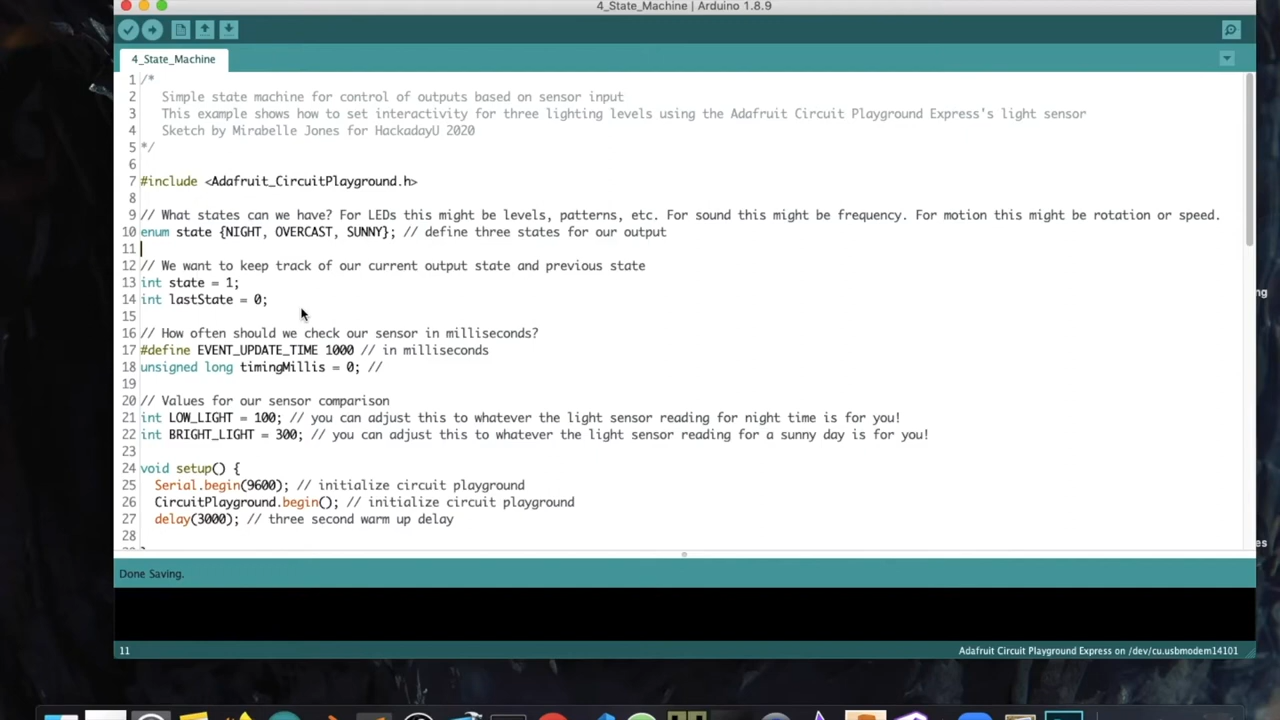 4_State_Machine | Arduino 1.8.9
4_State_Machine
1 /*
2 Simple state machine for control of outputs based on sensor input
3 This example shows how to set interactivity for three lighting levels using the Adafruit Circuit Playground Express's light sensor
4 Sketch by Mirabelle Jones for HackadayU 2020
5 */
6
7 #include <Adafruit_CircuitPlayground.h>
8
9 // What states can we have? For LEDs this might be levels, patterns, etc. For sound this might be frequency. For motion this might be rotation or speed.
10 enum state {NIGHT, OVERCAST, SUNNY}; // define three states for our output
11
12 // We want to keep track of our current output state and previous state
13 int state = 1;
14 int lastState = 0;
15
16 // How often should we check our sensor in milliseconds?
17 #define EVENT_UPDATE_TIME 1000 // in milliseconds
18 unsigned long timingMillis = 0; //
19
20 // Values for our sensor comparison
21 int LOW_LIGHT = 100; // you can adjust this to whatever the light sensor reading for night time is for you!
22 int BRIGHT_LIGHT = 300; // you can adjust this to whatever the light sensor reading for a sunny day is for you!
23
24 void setup() {
25 Serial.begin(9600); // initialize circuit playground
26 CircuitPlayground.begin(); // initialize circuit playground
27 delay(3000); // three second warm up delay
28
Done Saving.
11
Adafruit Circuit Playground Express on /dev/cu.usbmodem14101